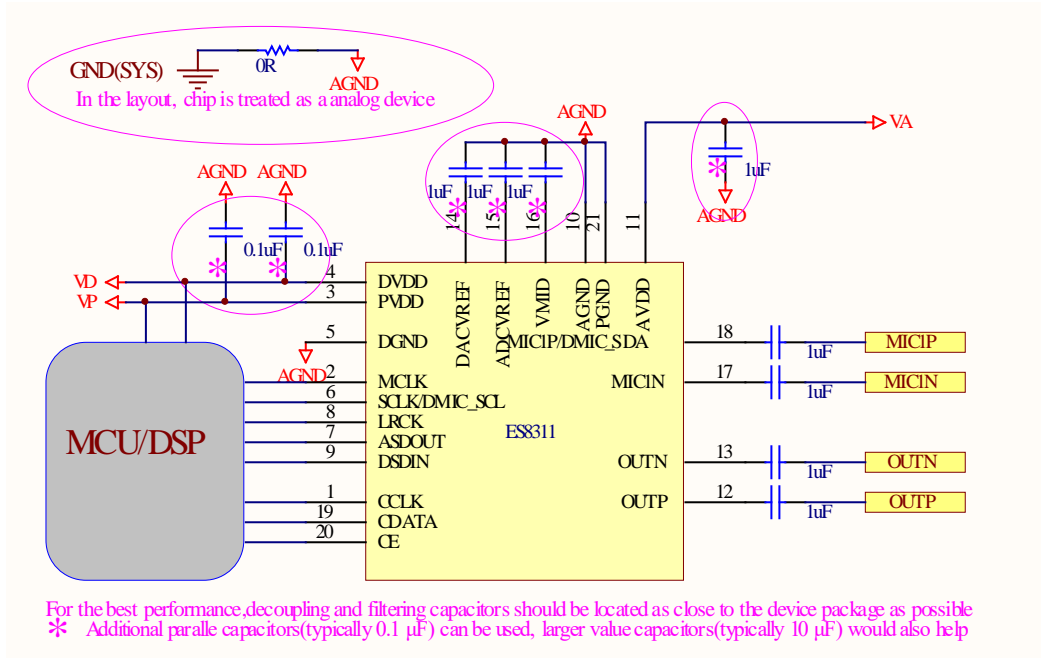 GND(SYS)
0R
AGND
In the layout, chip is treated as a analog device
AGND
AGND
AGND
VA
1uF
1uF
1uF
1uF
AGND
0.1uF
0.1uF
14
15
16
10
21
11
VD
VP
4
3
DVDD
PVDD
DACVREF
ADCVREF
VMID
AGND
PGND
AVDD
5
DGND
AGND
MIC1P/DMIC_SDA
18
1uF
MIC1P
2
MCLK
MIC1N
17
1uF
MIC1N
6
SCLK/DMIC_SCL
8
LRCK
7
ASDOUT
9
DSDIN
ES8311
MCU/DSP
OUTN
13
1uF
OUTN
1
CCLK
OUTP
12
1uF
OUTP
19
CDATA
20
CE
For the best performance,decoupling and filtering capacitors should be located as close to the device package as possible
* Additional paralle capacitors(typically 0.1 μF) can be used, larger value capacitors(typically 10 μF) would also help